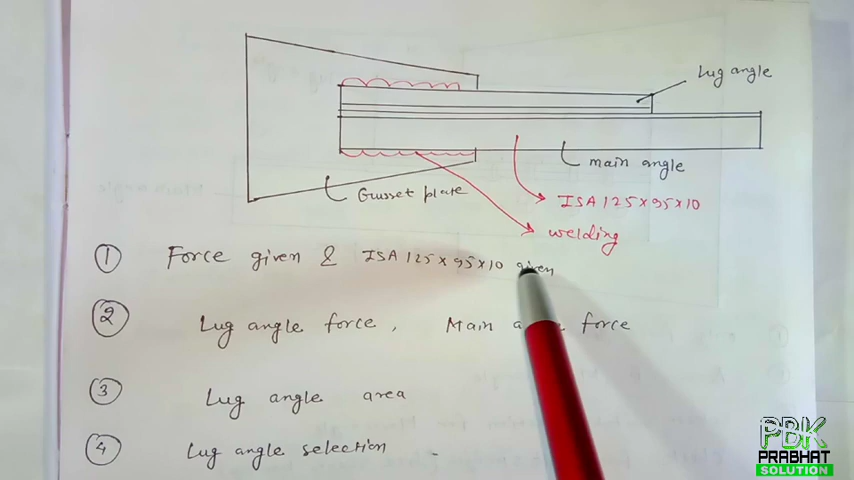 Lug angle
main angle
Gusset plate
ISA 125 x 95 x 10
welding
1 Force given & ISA 125 x 95 x 10 given
2 Lug angle force, Main force
3 Lug angle area
4 Lug angle selection
PBK
PRABHAT
SOLUTION